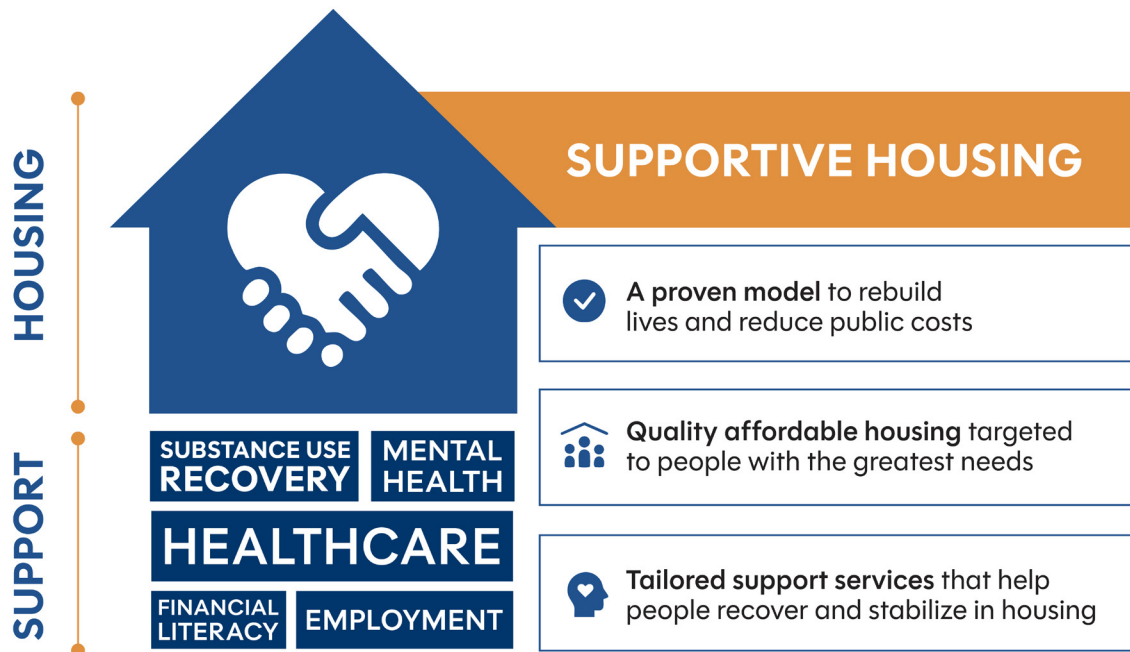 HOUSING
SUPPORT
SUPPORTIVE HOUSING
SUBSTANCE USE
RECOVERY
MENTAL
HEALTH
HEALTHCARE
FINANCIAL
LITERACY
EMPLOYMENT
A proven model to rebuild
lives and reduce public costs
Quality affordable housing targeted
to people with the greatest needs
Tailored support services that help
people recover and stabilize in housing